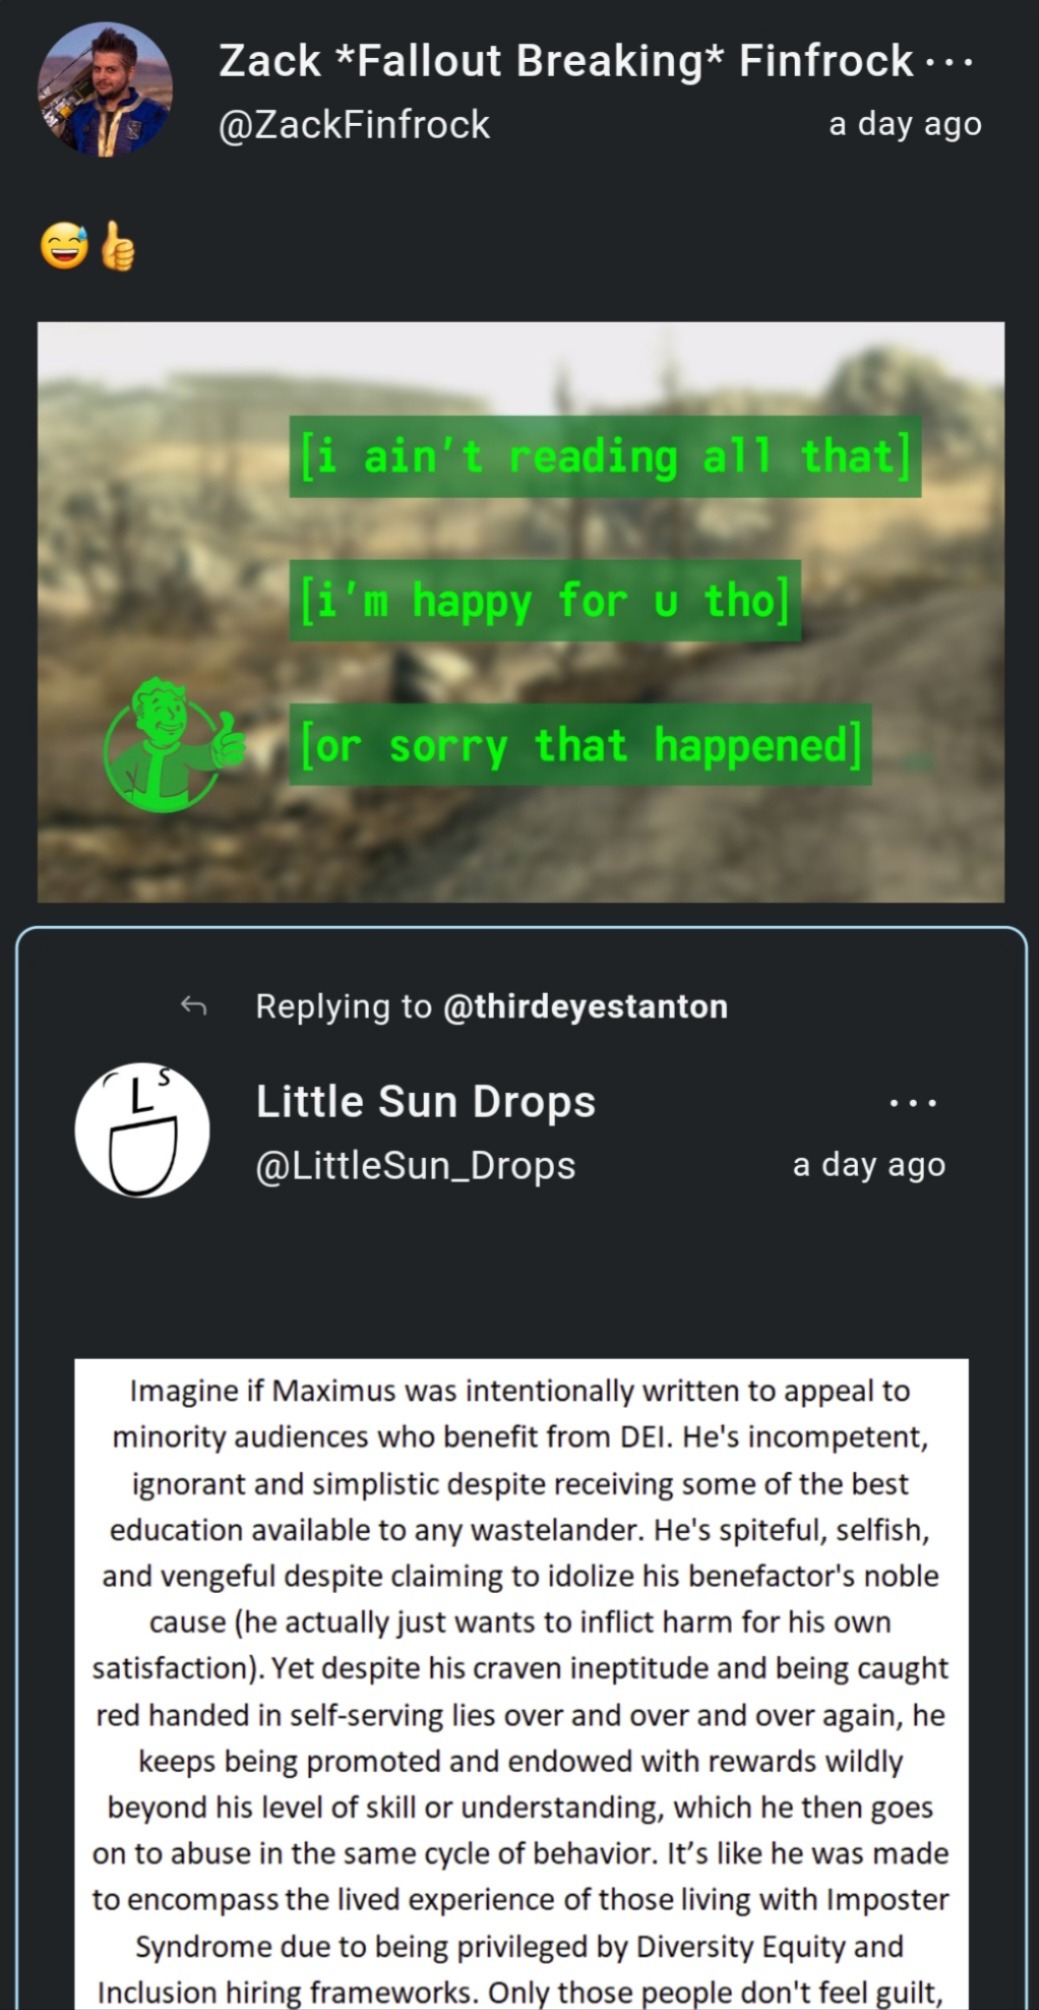 Zack *Fallout Breaking* Finfrock ...
@ZackFinfrock a day ago
😅👍
[i ain't reading all that]
[i'm happy for u tho]
[or sorry that happened]
Replying to @thirdeyestanton
L S
D
Little Sun Drops ...
@LittleSun_Drops a day ago
Imagine if Maximus was intentionally written to appeal to
minority audiences who benefit from DEI. He's incompetent,
ignorant and simplistic despite receiving some of the best
education available to any wastelander. He's spiteful, selfish,
and vengeful despite claiming to idolize his benefactor's noble
cause (he actually just wants to inflict harm for his own
satisfaction). Yet despite his craven ineptitude and being caught
red handed in self-serving lies over and over and over again, he
keeps being promoted and endowed with rewards wildly
beyond his level of skill or understanding, which he then goes
on to abuse in the same cycle of behavior. It’s like he was made
to encompass the lived experience of those living with Imposter
Syndrome due to being privileged by Diversity Equity and
Inclusion hiring frameworks. Only those people don't feel guilt,